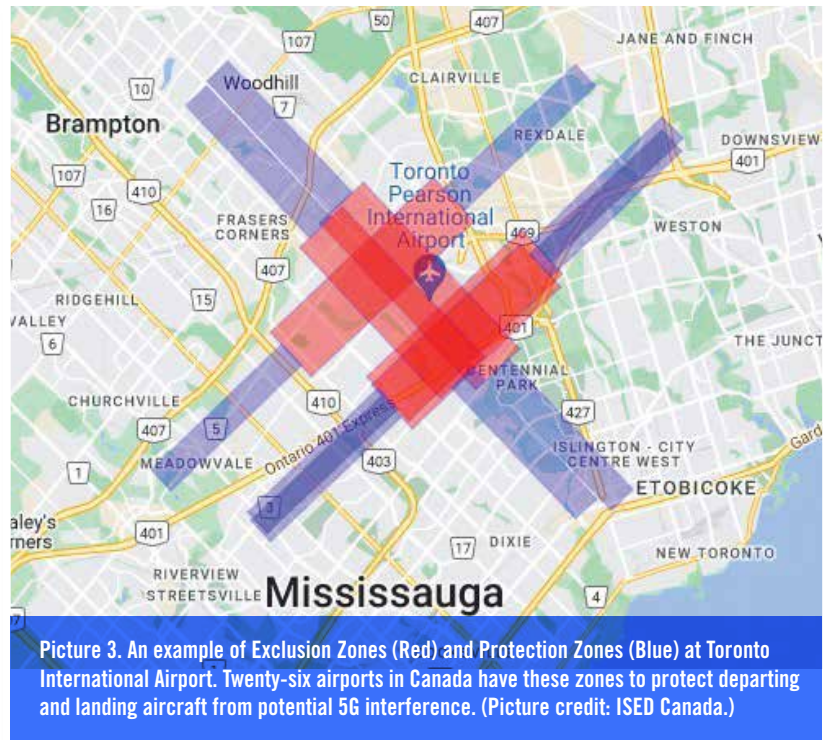 50
407
107
JANE AND FINCH
CLAIRVILLE
Woodhill
10
7
Brampton
REXDALE
DOWNSVIEW
401
107
410
Toronto
Pearson
International
Airport
16
FRASERS
CORNERS
409
WESTON
407
RIDGEHILL
15
VALLEY
6
401
THE JUNCT
CENTENNIAL
PARK
CHURCHVILLE
410
427
407
5
Ontario 401 Express
ISLINGTON - CITY
CENTRE WEST
Gard
MEADOWVALE
403
1
ETOBICOKE
3
aley's
rners
401
17
DIXIE
NEW TORONTO
RIVERVIEW
STREETSVILLE
Mississauga
4
Picture 3. An example of Exclusion Zones (Red) and Protection Zones (Blue) at Toronto
International Airport. Twenty-six airports in Canada have these zones to protect departing
and landing aircraft from potential 5G interference. (Picture credit: ISED Canada.)